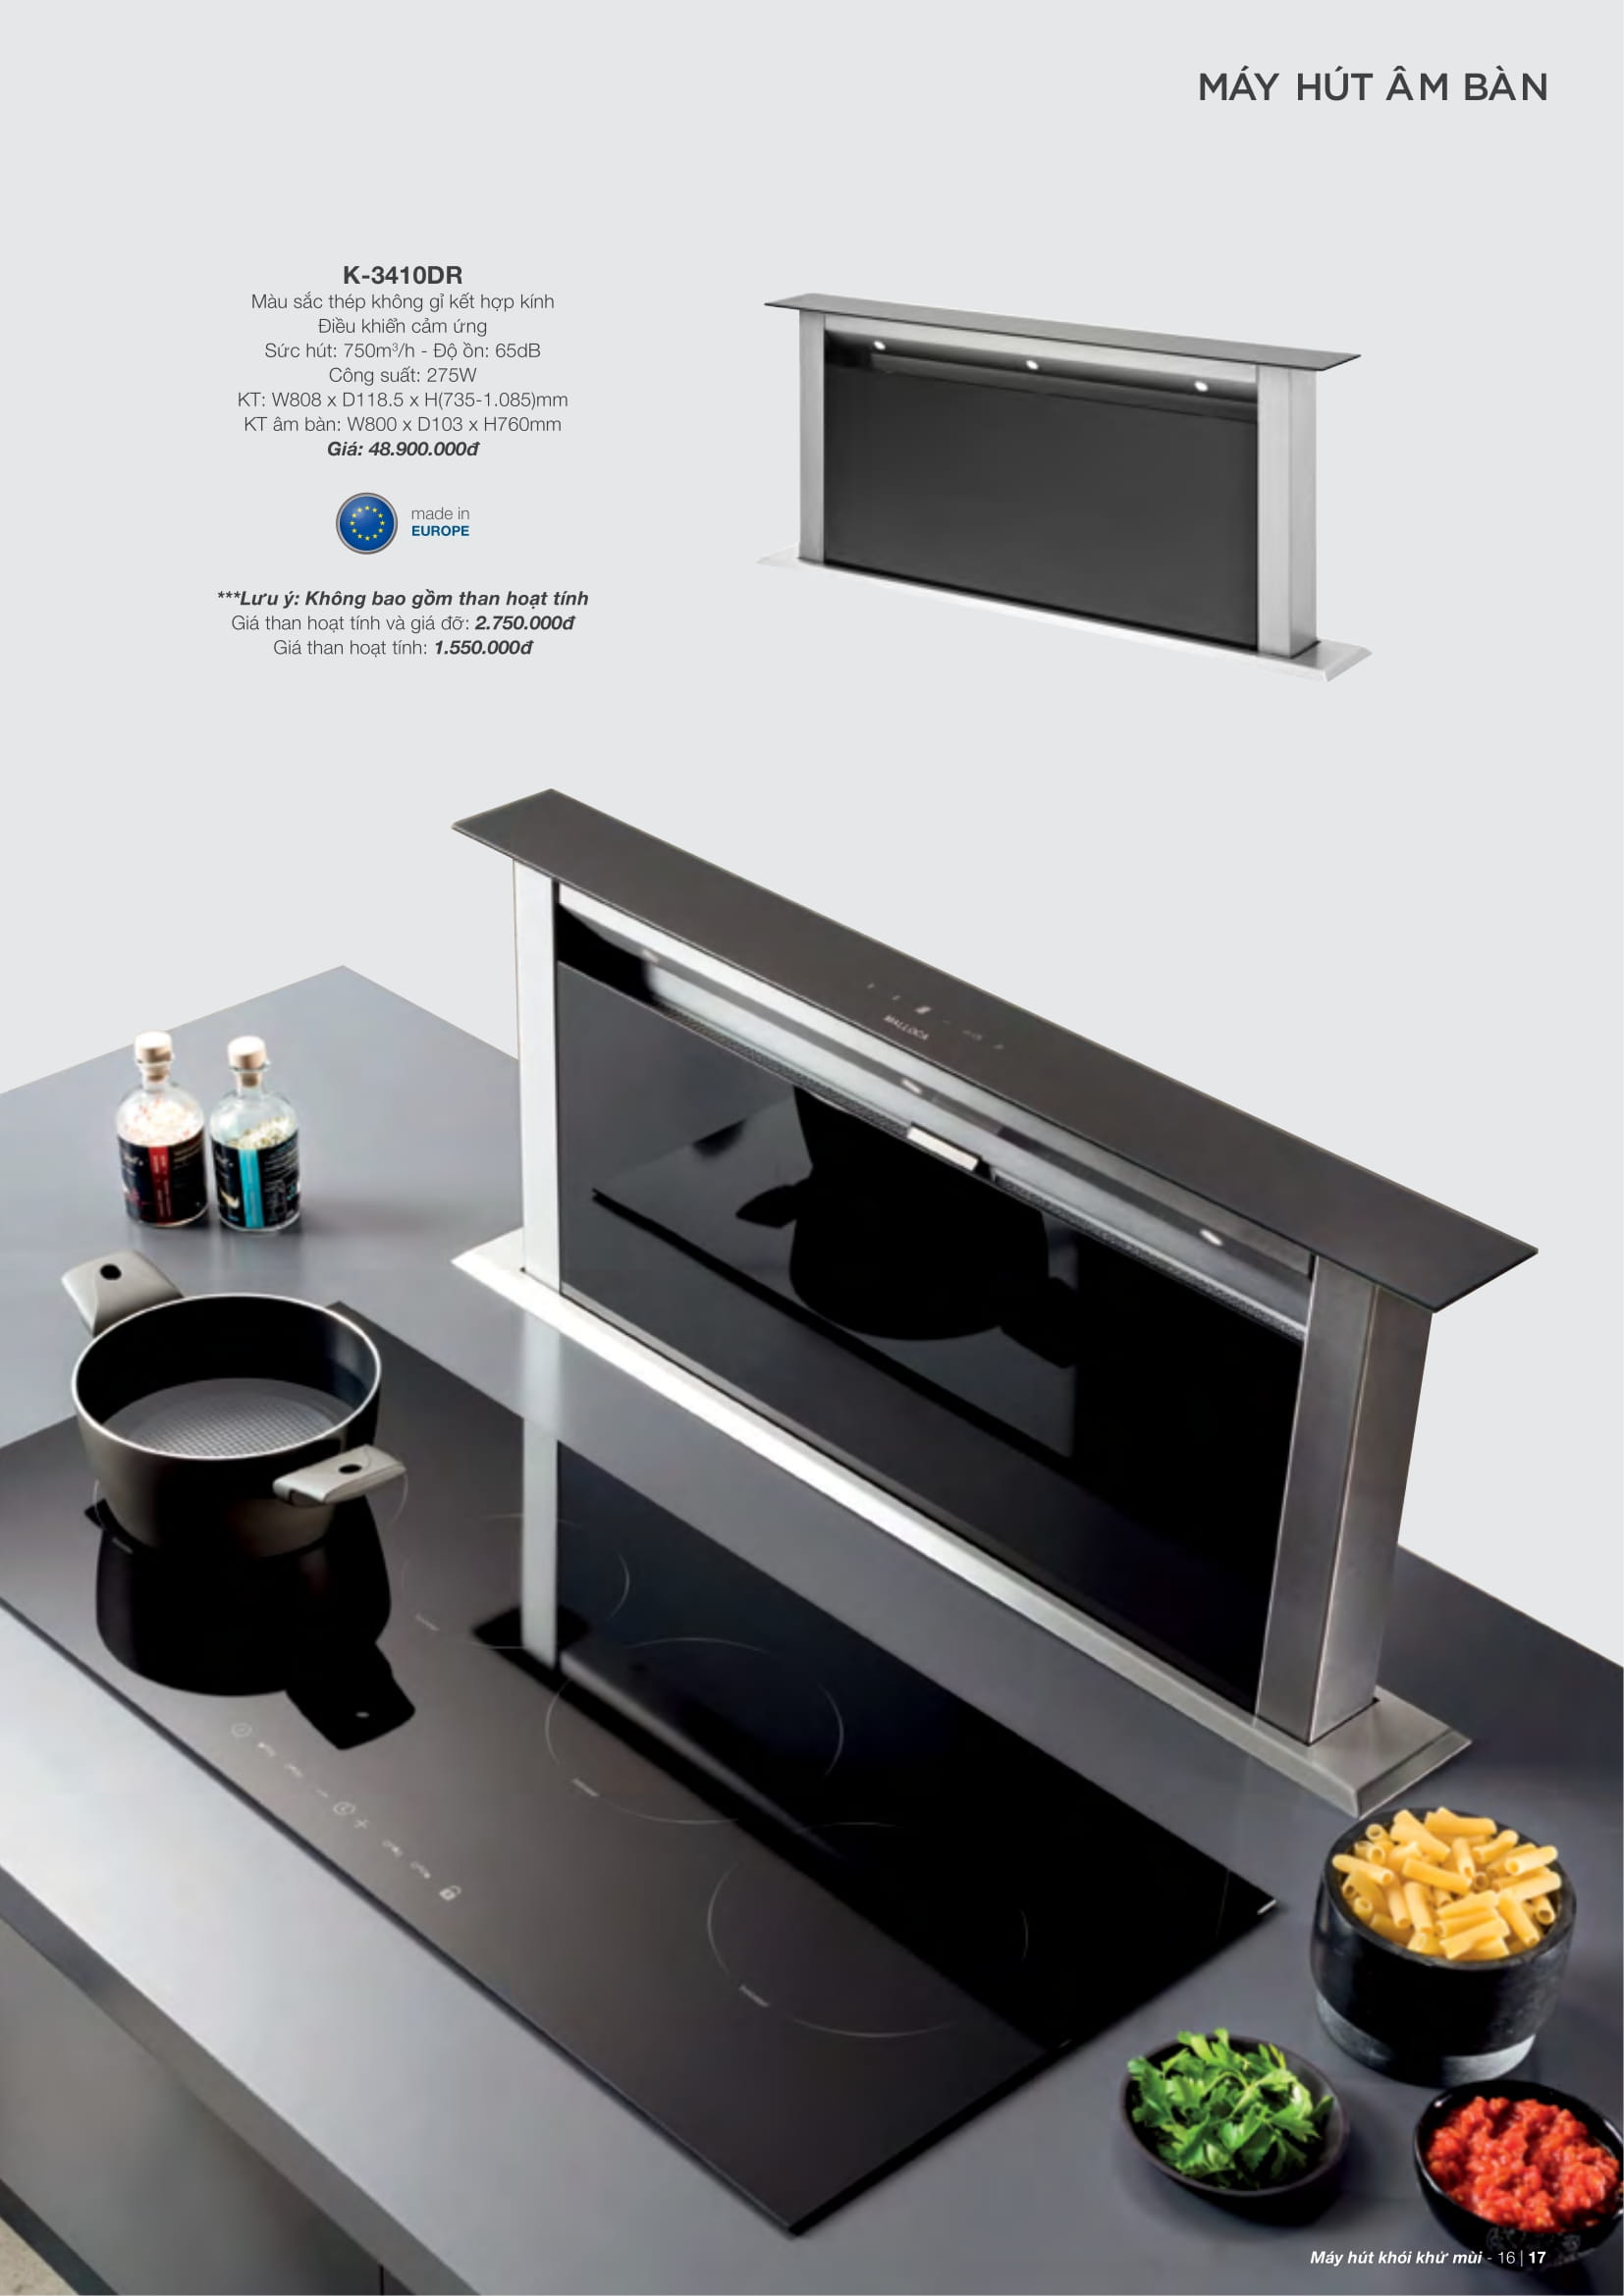 MÁY HÚT ÂM BÀN
K-3410DR
Màu sắc thép không gỉ kết hợp kính
Điều khiển cảm ứng
Sức hút: 750m³/h - Độ ồn: 65dB
Công suất: 275W
KT: W808 x D118.5 x H(735-1.085)mm
KT âm bàn: W800 x D103 x H760mm
Giá: 48.900.000đ
made in
EUROPE
***Lưu ý: Không bao gồm than hoạt tính
Giá than hoạt tính và giá đỡ: 2.750.000đ
Giá than hoạt tính: 1.550.000đ
MALLOCA
Máy hút khói khử mùi - 16 | 17